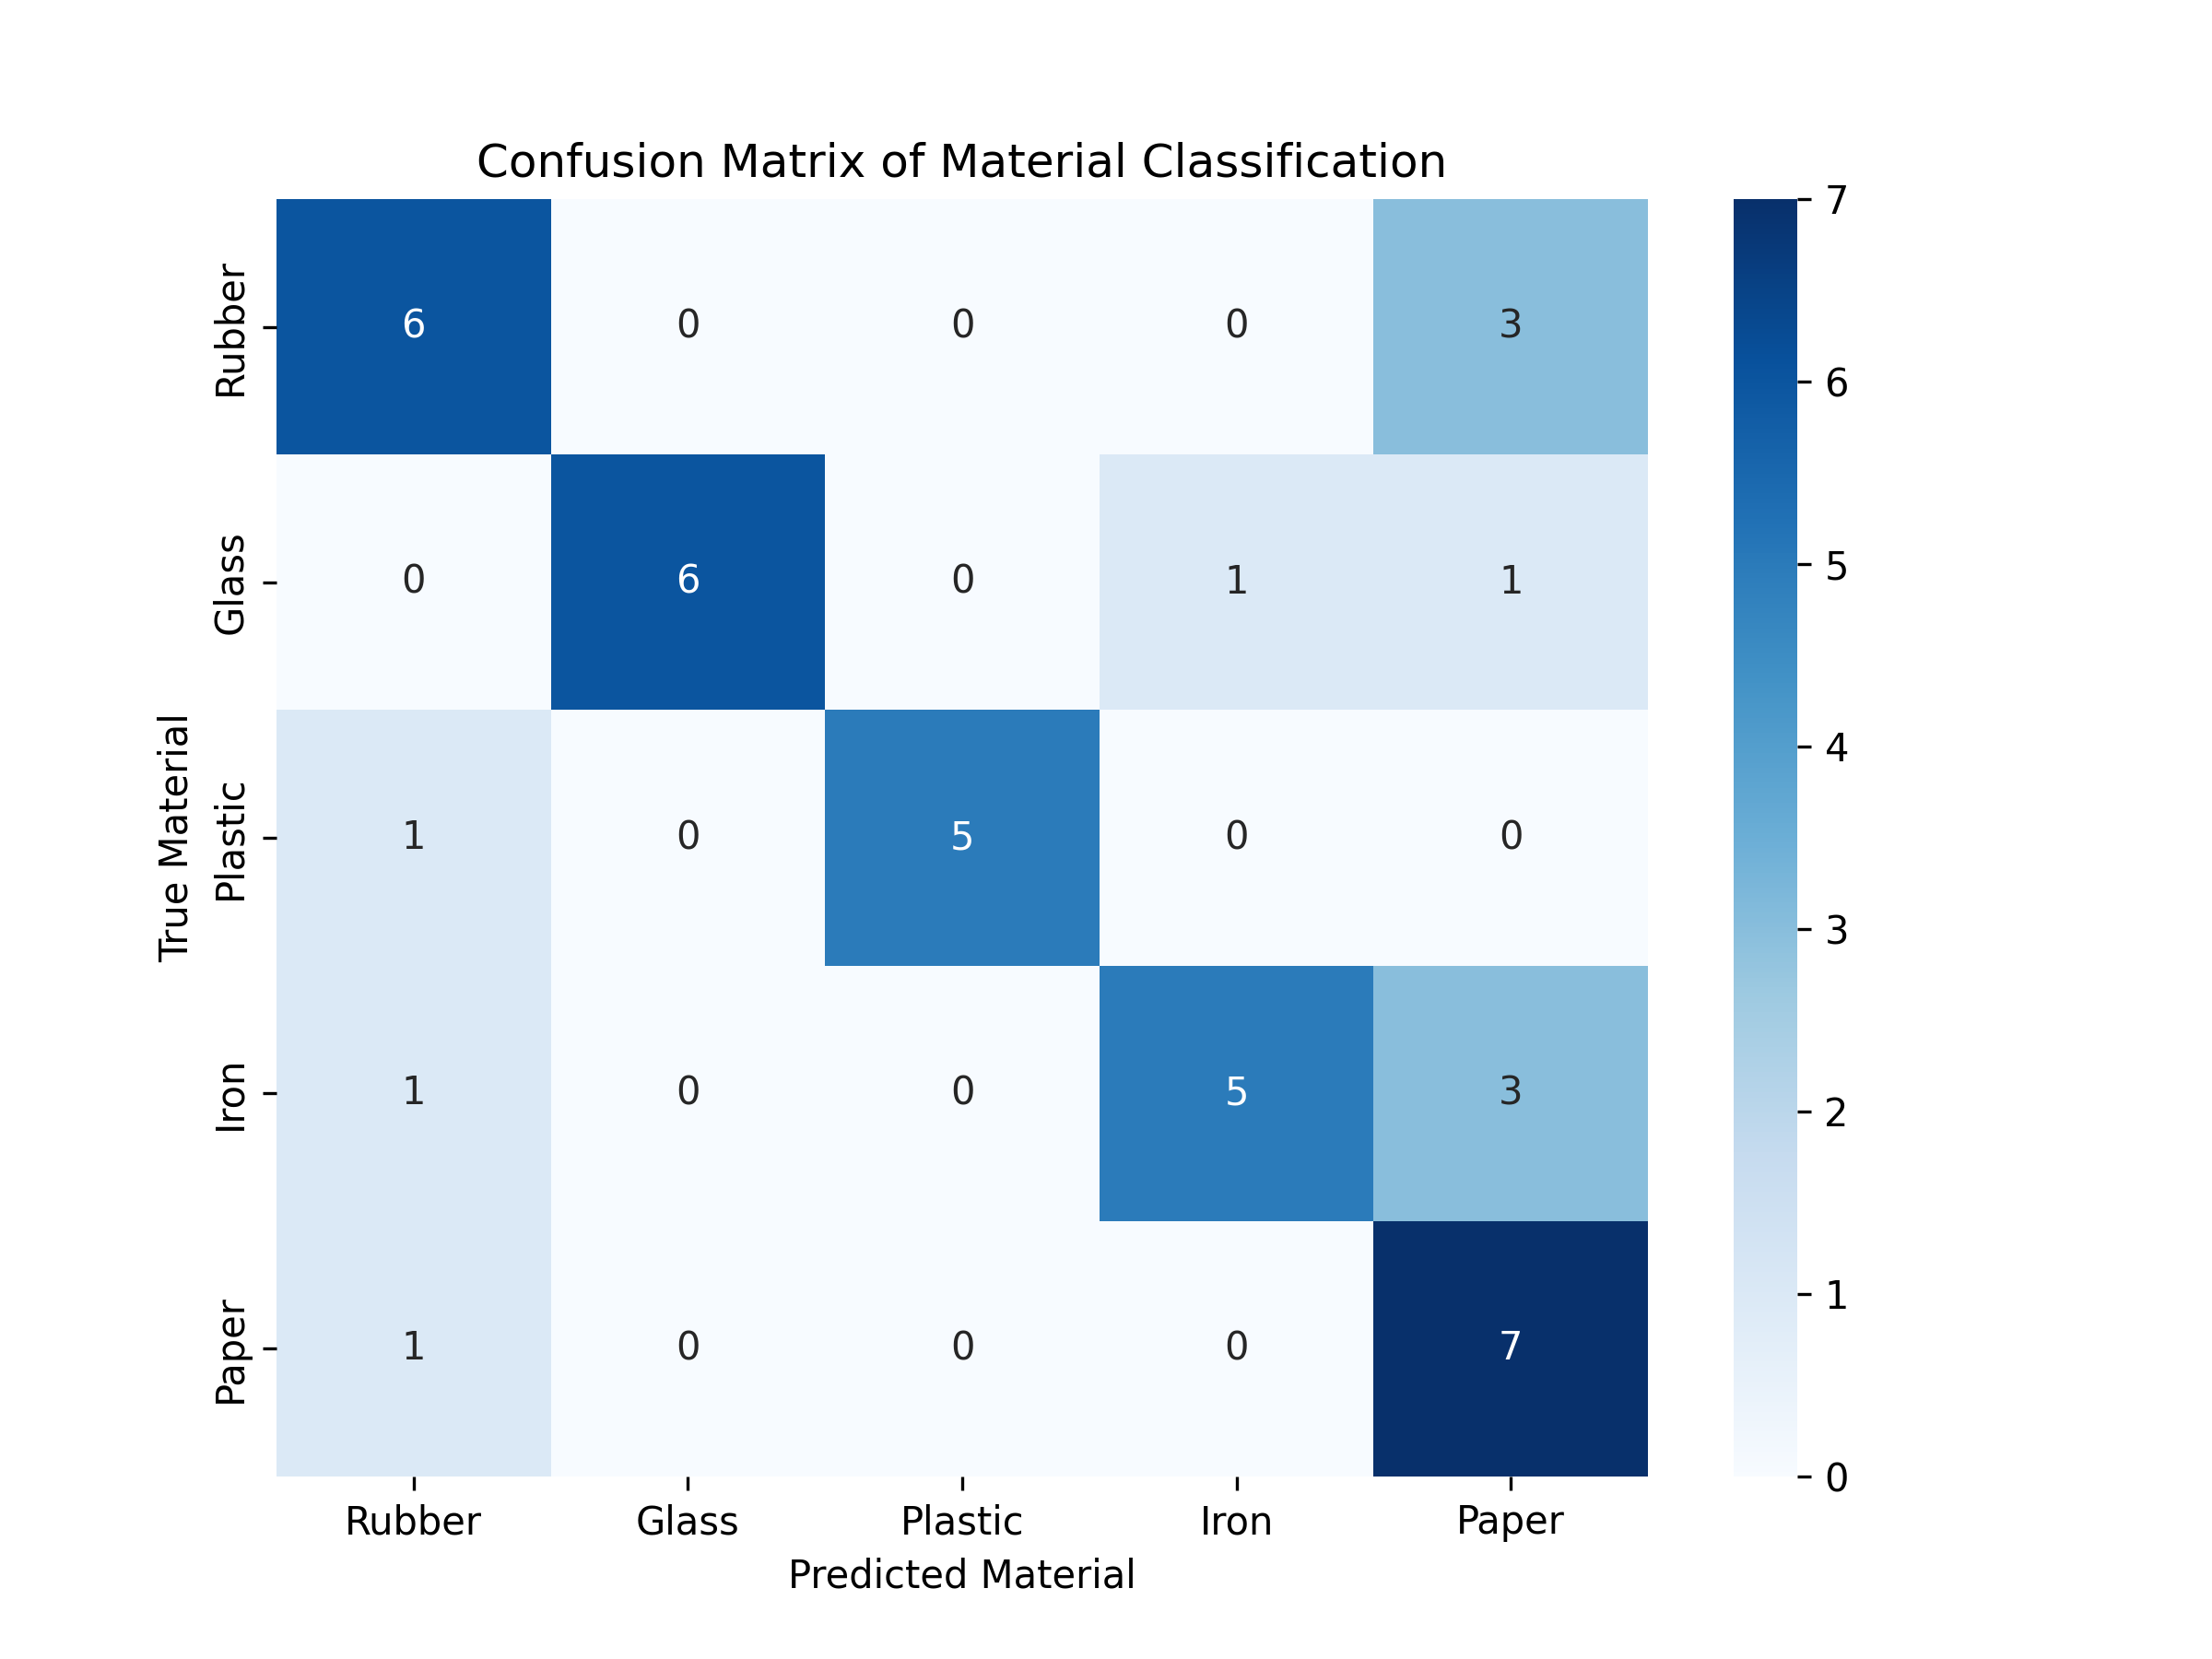 Confusion Matrix of Material Classification
True Material
Rubber 6 0 0 0 3
Glass 0 6 0 1 1
Plastic 1 0 5 0 0
Iron 1 0 0 5 3
Paper 1 0 0 0 7
Rubber Glass Plastic Iron Paper
Predicted Material
7
6
5
4
3
2
1
0